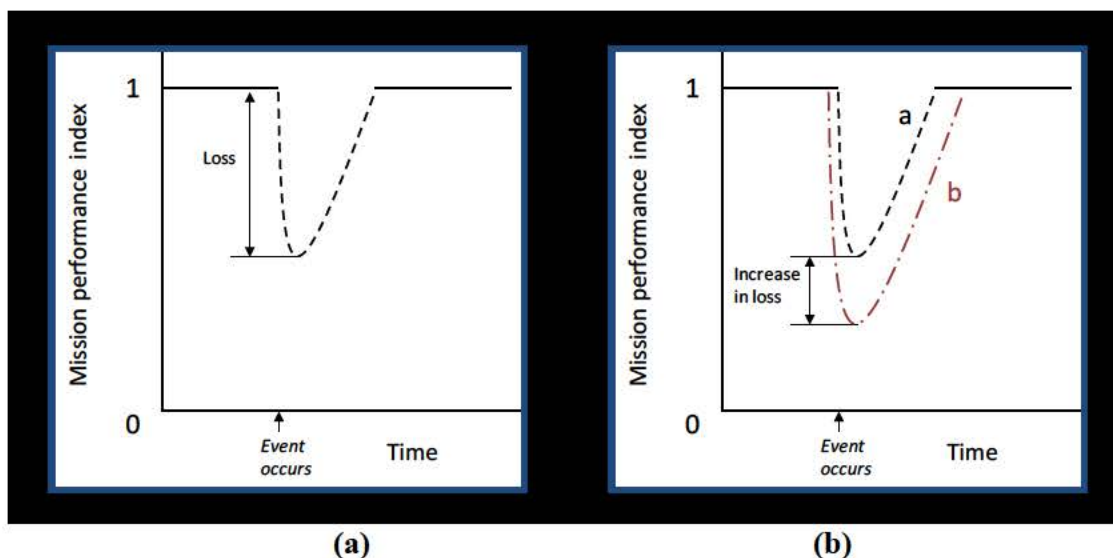 Mission performance index
1
0
Loss
Event
occurs
Time
(a)
Mission performance index
1
0
a
b
Increase
in loss
Event
occurs
Time
(b)